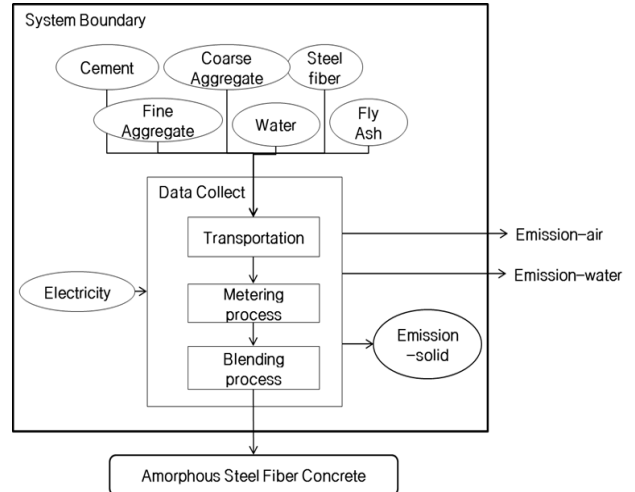 System Boundary
Cement
Coarse
Aggregate
Steel
fiber
Fine
Aggregate
Water
Fly
Ash
Data Collect
Transportation
Emission-air
Emission-water
Electricity
Metering
process
Emission
-solid
Blending
process
Amorphous Steel Fiber Concrete